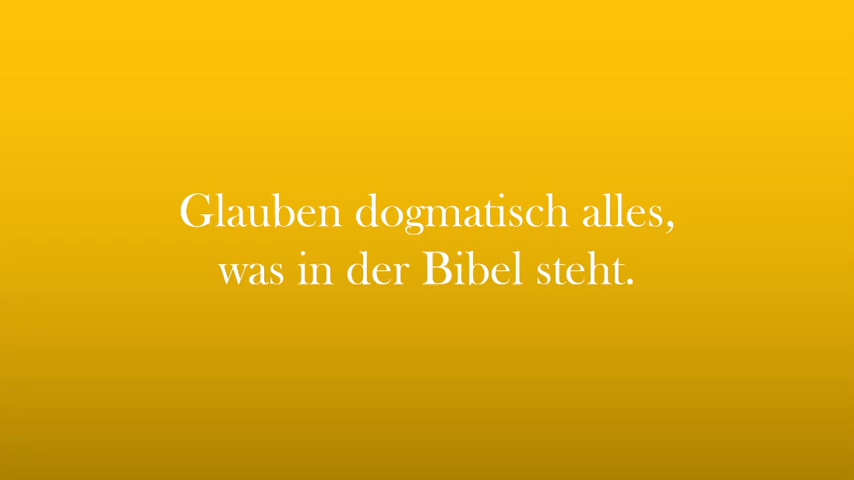 Glauben dogmatisch alles,
was in der Bibel steht.